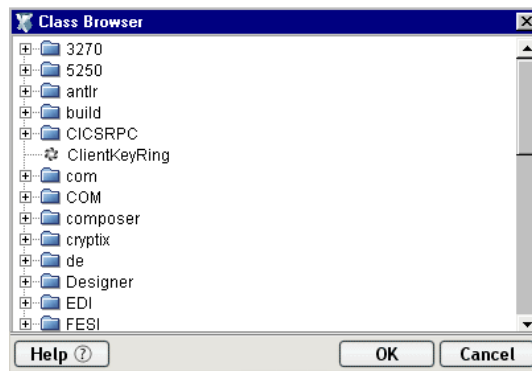 Class Browser
3270
5250
antlr
build
CICSRPC
ClientKeyRing
com
COM
composer
cryptix
de
Designer
EDI
FESI
Help ?
OK
Cancel